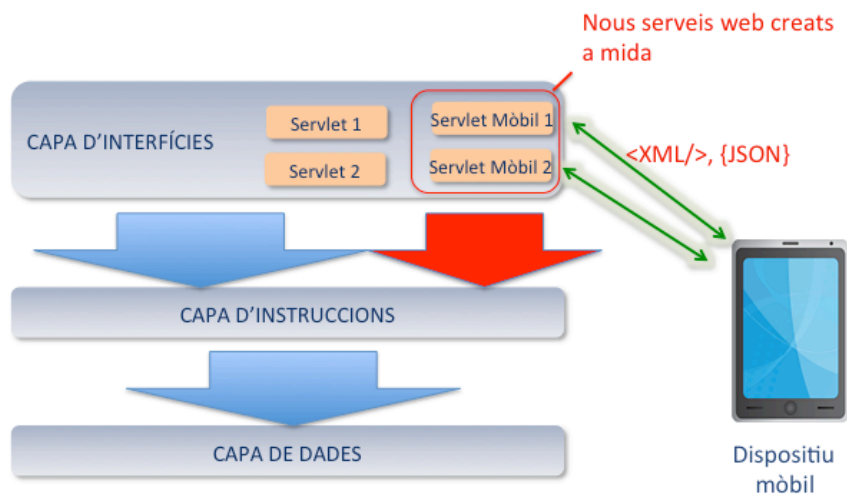 Nous serveis web creats
a mida
CAPA D'INTERFÍCIES
Servlet 1
Servlet Mòbil 1
Servlet 2
Servlet Mòbil 2
<XML/>, {JSON}
CAPA D'INSTRUCCIONS
CAPA DE DADES
Dispositiu
mòbil